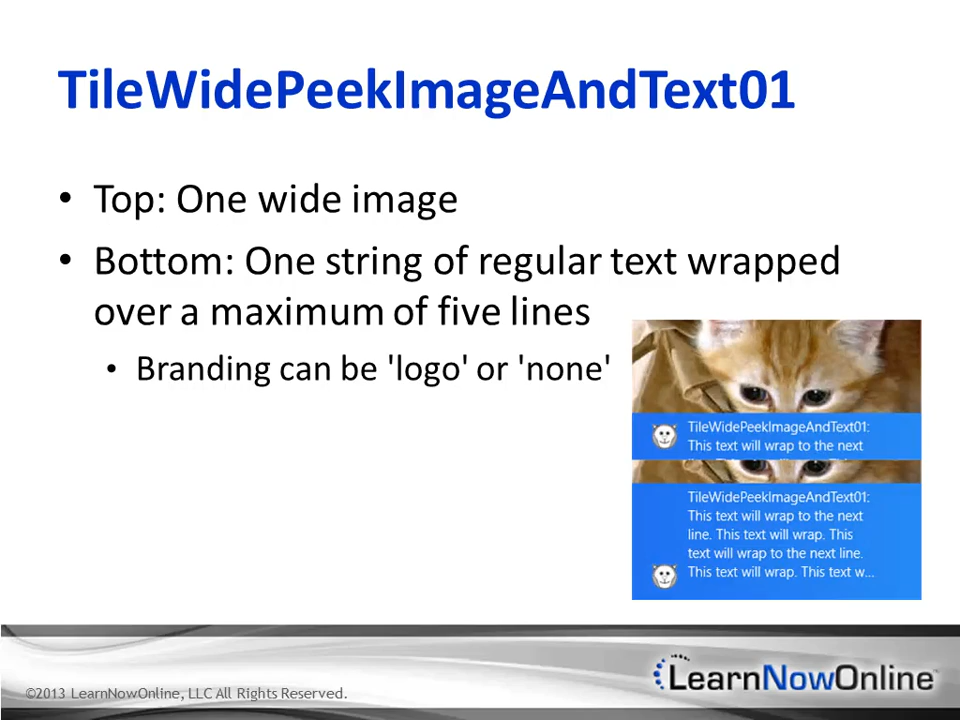 TileWidePeekImageAndText01
• Top: One wide image
• Bottom: One string of regular text wrapped
over a maximum of five lines
• Branding can be 'logo' or 'none'
TileWidePeekImageAndText01:
This text will wrap to the next
TileWidePeekImageAndText01:
This text will wrap to the next
line. This text will wrap. This
text will wrap to the next line.
This text will wrap. This text w...
©2013 LearnNowOnline, LLC All Rights Reserved.
LearnNowOnline